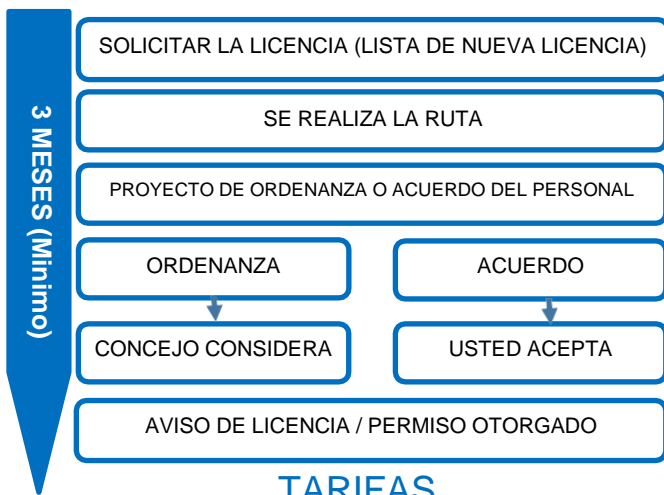 3 MESES (Minimo)
SOLICITAR LA LICENCIA (LISTA DE NUEVA LICENCIA)
SE REALIZA LA RUTA
PROYECTO DE ORDENANZA O ACUERDO DEL PERSONAL
ORDENANZA
ACUERDO
CONCEJO CONSIDERA
USTED ACEPTA
AVISO DE LICENCIA / PERMISO OTORGADO
TARIFAS